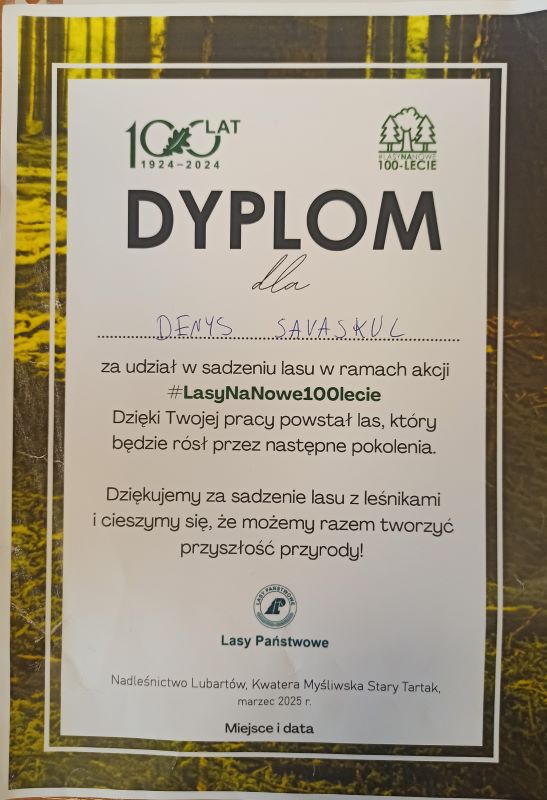 100 LAT
1924-2024
#LASYNANOWE
100-LECIE
DYPLOM
dla
DENYS SAVASKUL
za udział w sadzeniu lasu w ramach akcji
#LasyNaNowe100lecie
Dzięki Twojej pracy powstał las, który
będzie rósł przez następne pokolenia.
Dziękujemy za sadzenie lasu z leśnikami
i cieszymy się, że możemy razem tworzyć
przyszłość przyrody!
LASY PAŃSTWOWE
Lasy Państwowe
Nadleśnictwo Lubartów, Kwatera Myśliwska Stary Tartak,
marzec 2025 r.
Miejsce i data